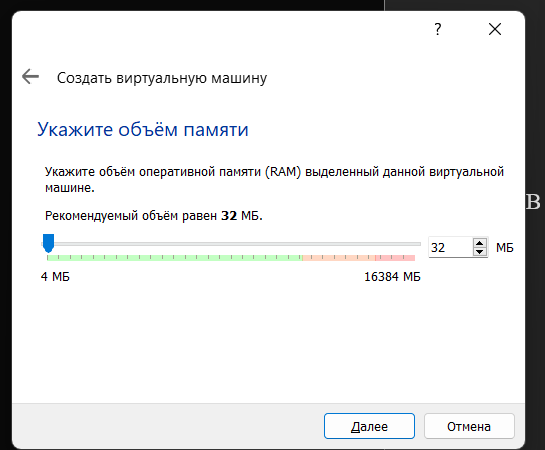 ?
Создать виртуальную машину
Укажите объём памяти
Укажите объём оперативной памяти (RAM) выделенный данной виртуальной
машине.
Рекомендуемый объём равен 32 МБ.
в
32 МБ
4 МБ 16384 МБ
Далее Отмена